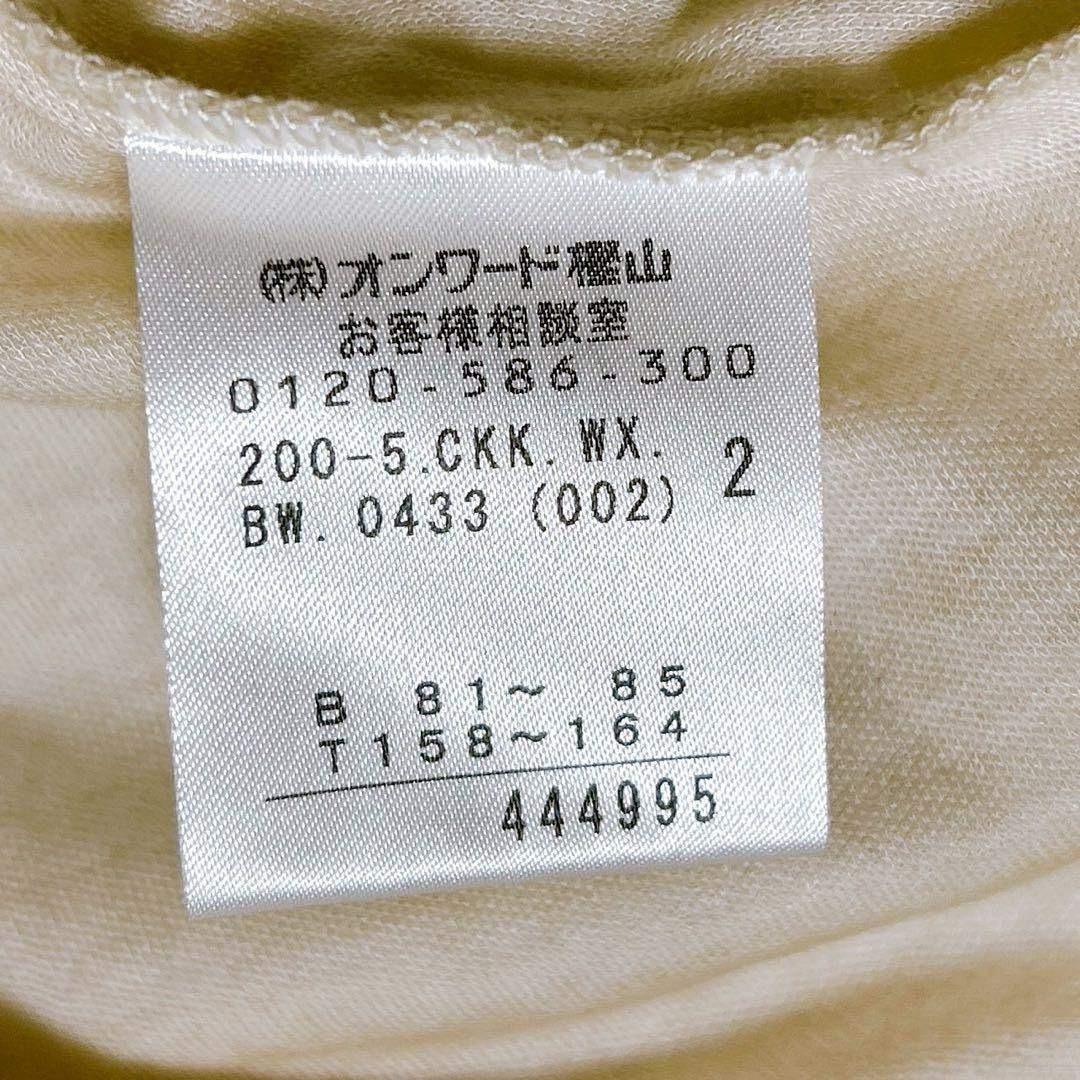 (株)オンワード樫山
お客様相談室
0120-586-300
200-5.CKK.WX. 2
BW. 0433 (002)
B 81~ 85
T158~164
444995